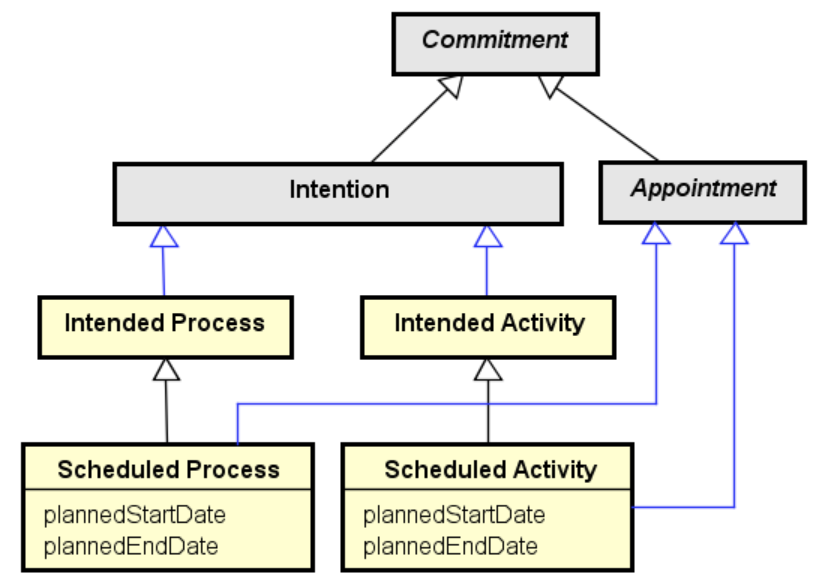 Commitment
Intention
Appointment
Intended Process
Intended Activity
Scheduled Process
plannedStartDate
plannedEndDate
Scheduled Activity
plannedStartDate
plannedEndDate